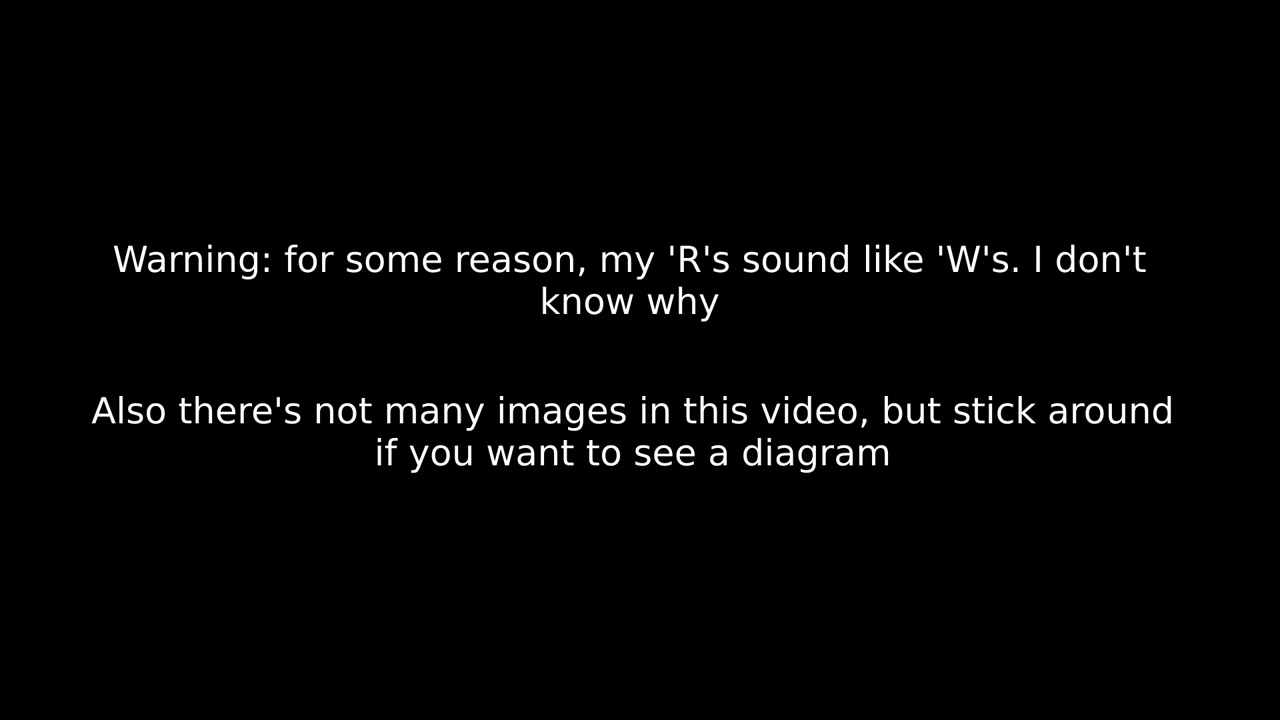 Warning: for some reason, my 'R's sound like 'W's. I don't
know why
Also there's not many images in this video, but stick around
if you want to see a diagram